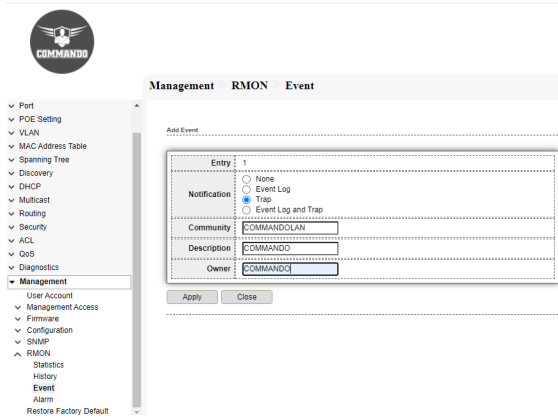 COMMANDO
Management RMON Event
Port
POE Setting
VLAN
MAC Address Table
Spanning Tree
Discovery
DHCP
Multicast
Routing
Security
ACL
QoS
Diagnostics
Management
User Account
Management Access
Firmware
Configuration
SNMP
RMON
Statistics
History
Event
Alarm
Restore Factory Default
Add Event
Entry 1
Notification
None
Event Log
Trap
Event Log and Trap
Community COMMANDOLAN
Description COMMANDO
Owner COMMANDO
Apply Close